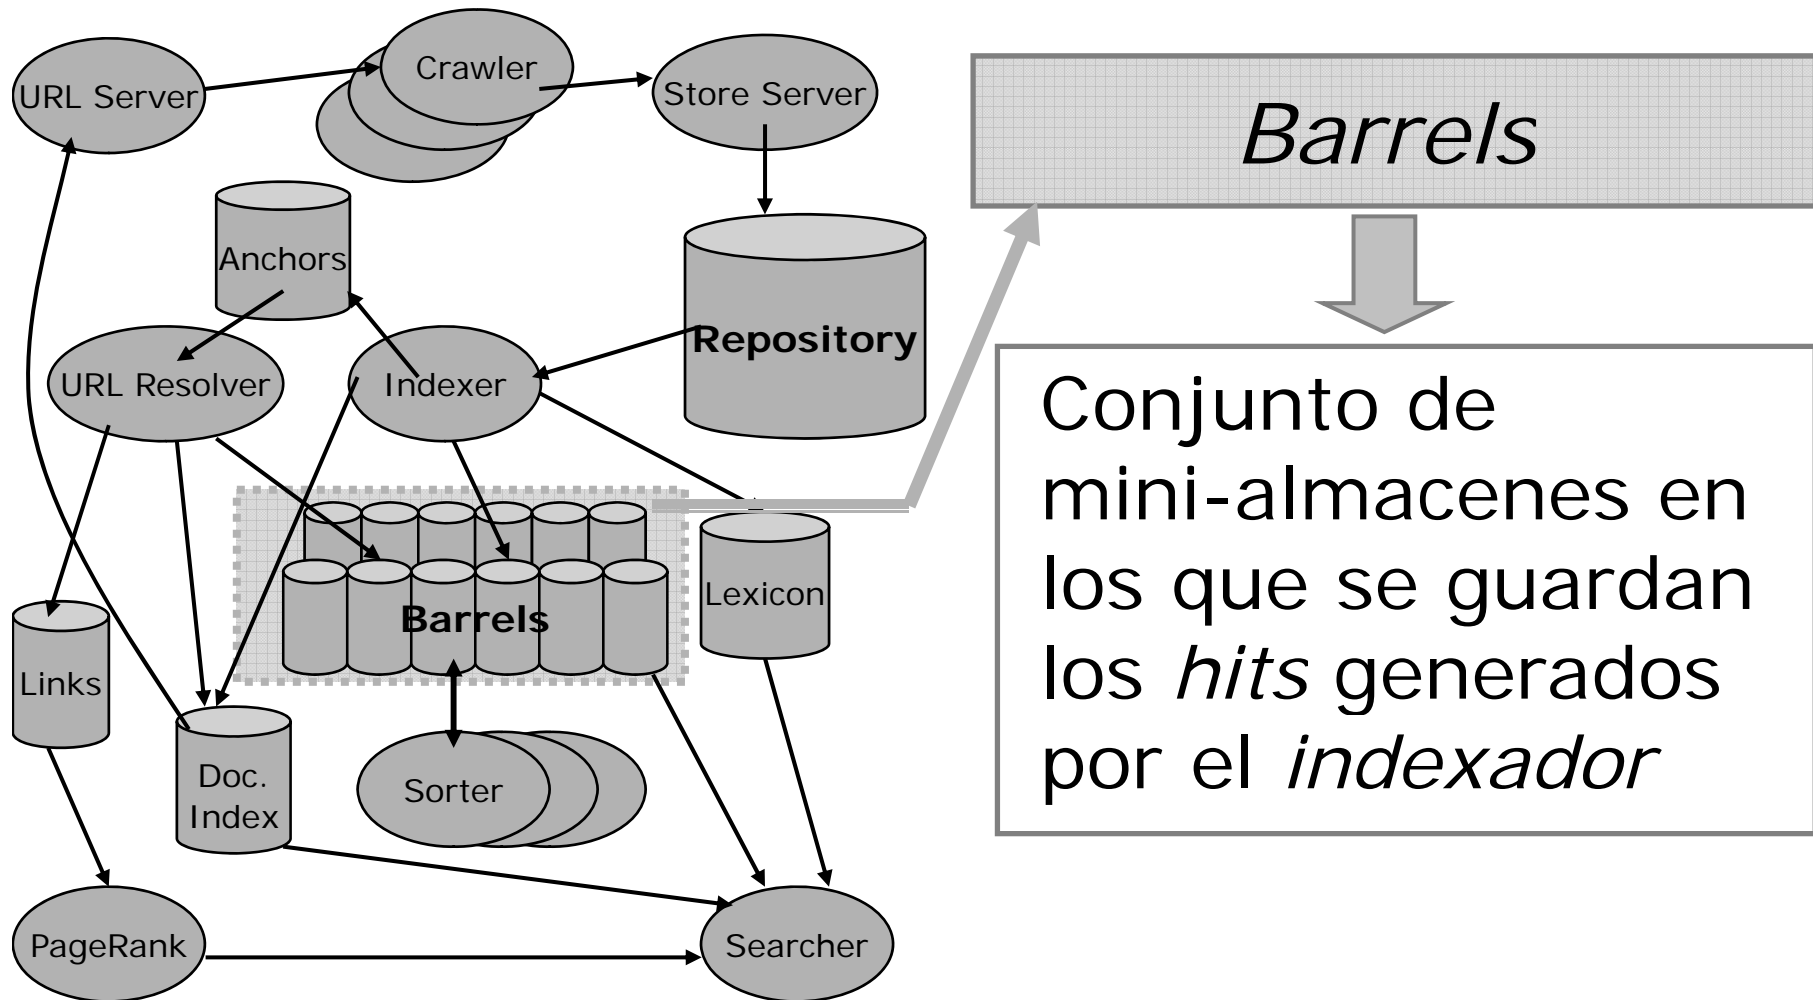 Crawler
URL Server
Store Server
Barrels
Anchors
Repository
URL Resolver
Indexer
Conjunto de
mini-almacenes en
los que se guardan
los hits generados
por el indexador
Barrels
Lexicon
Links
Doc.
Index
Sorter
PageRank
Searcher